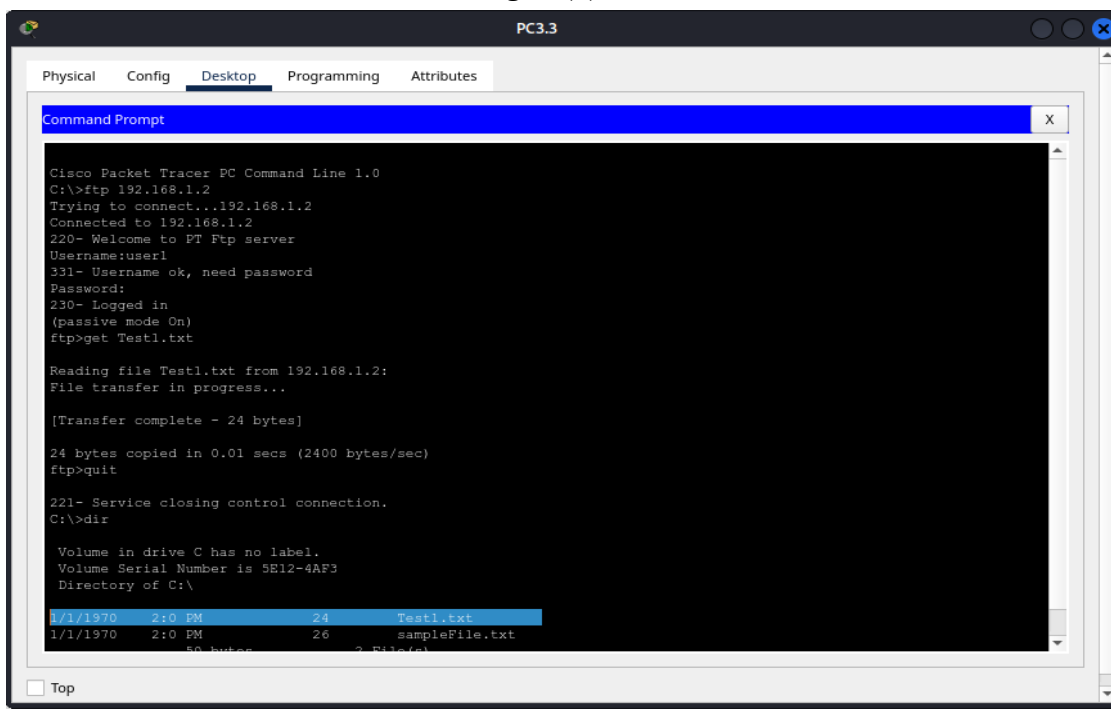 PC3.3
Physical Config Desktop Programming Attributes
Command Prompt
X
Cisco Packet Tracer PC Command Line 1.0
C:\>ftp 192.168.1.2
Trying to connect...192.168.1.2
Connected to 192.168.1.2
220- Welcome to PT Ftp server
Username:user1
331- Username ok, need password
Password:
230- Logged in
(passive mode On)
ftp>get Test1.txt
Reading file Test1.txt from 192.168.1.2:
File transfer in progress...
[Transfer complete - 24 bytes]
24 bytes copied in 0.01 secs (2400 bytes/sec)
ftp>quit
221- Service closing control connection.
C:\>dir
Volume in drive C has no label.
Volume Serial Number is 5E12-4AF3
Directory of C:\
1/1/1970 2:0 PM 24 Test1.txt
1/1/1970 2:0 PM 26 sampleFile.txt
50 bytes 2 File(s)
Top